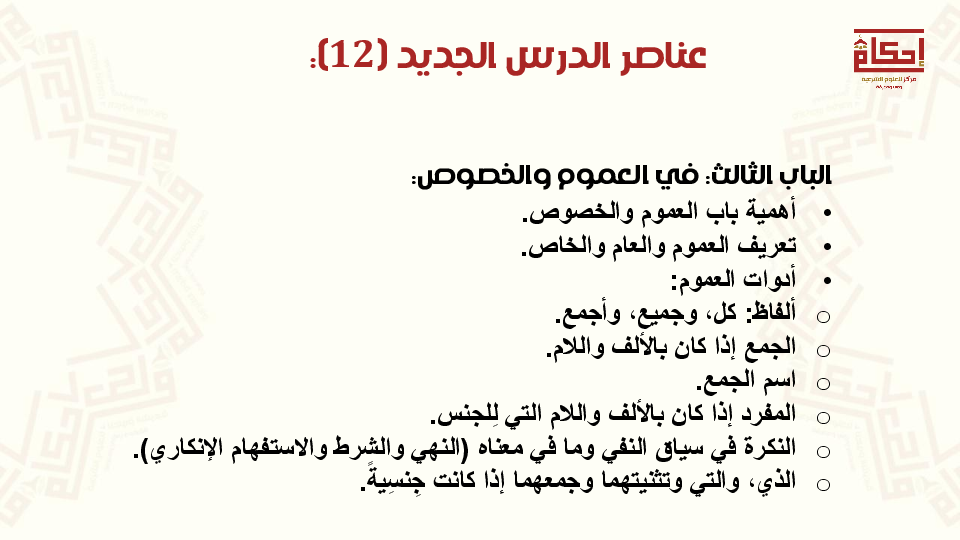 عناصر الدرس الجديد (12):
إحكام
مركز للعلوم الشرعية
الباب الثالث: في العموم والخصوص:
• أهمية باب العموم والخصوص.
• تعريف العموم والعام والخاص.
• أدوات العموم:
o ألفاظ: كل، وجميع، وأجمع.
o الجمع إذا كان بالألف واللام.
o اسم الجمع.
o المفرد إذا كان بالألف واللام التي لِلجنس.
o النكرة في سياق النفي وما في معناه (النهي والشرط والاستفهام الإنكاري).
o الذي، والتي وتثنيتهما وجمعهما إذا كانت جِنسِيةً.